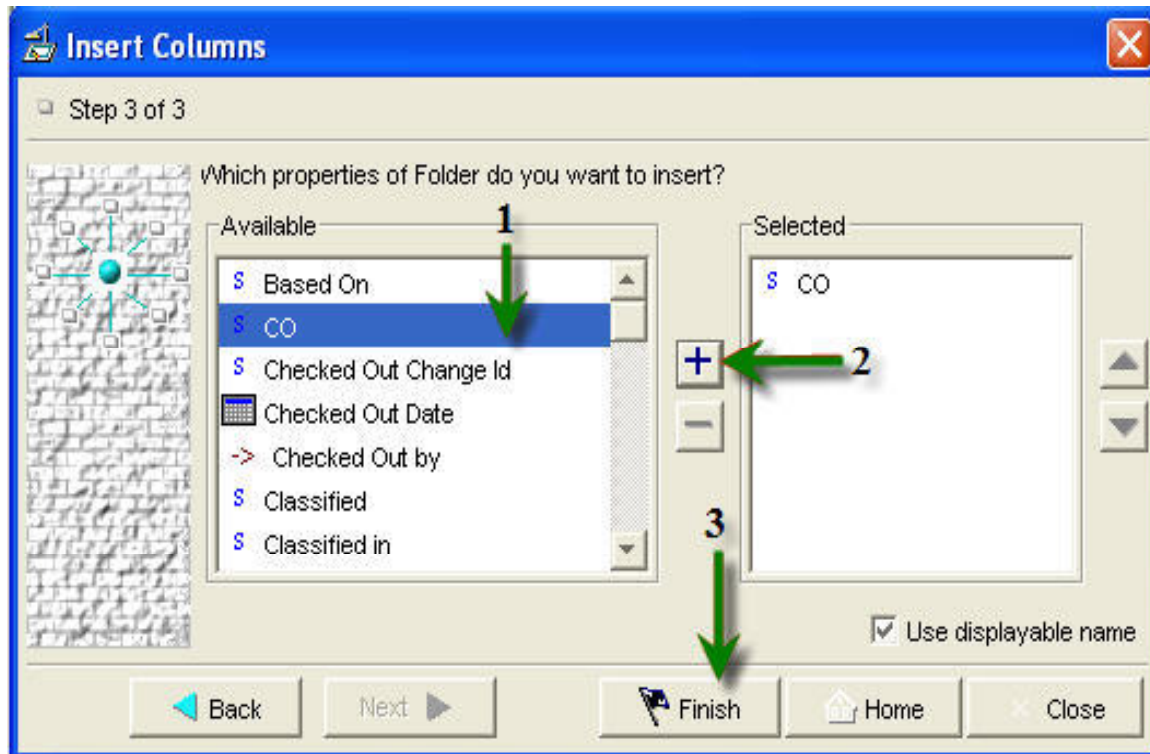 Insert Columns
Step 3 of 3
Which properties of Folder do you want to insert?
1
Available
Selected
S Based On
S CO
S CO
S Checked Out Change Id
2
Checked Out Date
-> Checked Out by
S Classified
3
S Classified in
Use displayable name
Back Next Finish Home Close